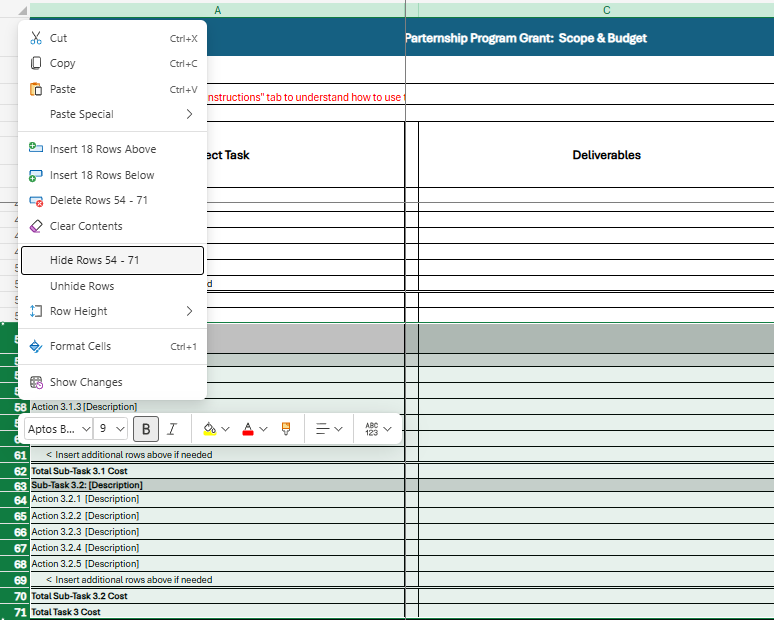 A C
Cut Ctrl+X
Parternship Program Grant: Scope & Budget
Copy Ctrl+C
Paste Ctrl+V
nstructions" tab to understand how to use
Paste Special
Insert 18 Rows Above
ect Task Deliverables
Insert 18 Rows Below
Delete Rows 54 - 71
Clear Contents
Hide Rows 54 - 71
Unhide Rows
d
Row Height
Format Cells Ctrl+1
Show Changes
58 Action 3.1.3 [Description]
Aptos B... 9 B I A ABC
123
61 < Insert additional rows above if needed
62 Total Sub-Task 3.1 Cost
63 Sub-Task 3.2: [Description]
64 Action 3.2.1 [Description]
65 Action 3.2.2 [Description]
66 Action 3.2.3 [Description]
67 Action 3.2.4 [Description]
68 Action 3.2.5 [Description]
69 < Insert additional rows above if needed
70 Total Sub-Task 3.2 Cost
71 Total Task 3 Cost